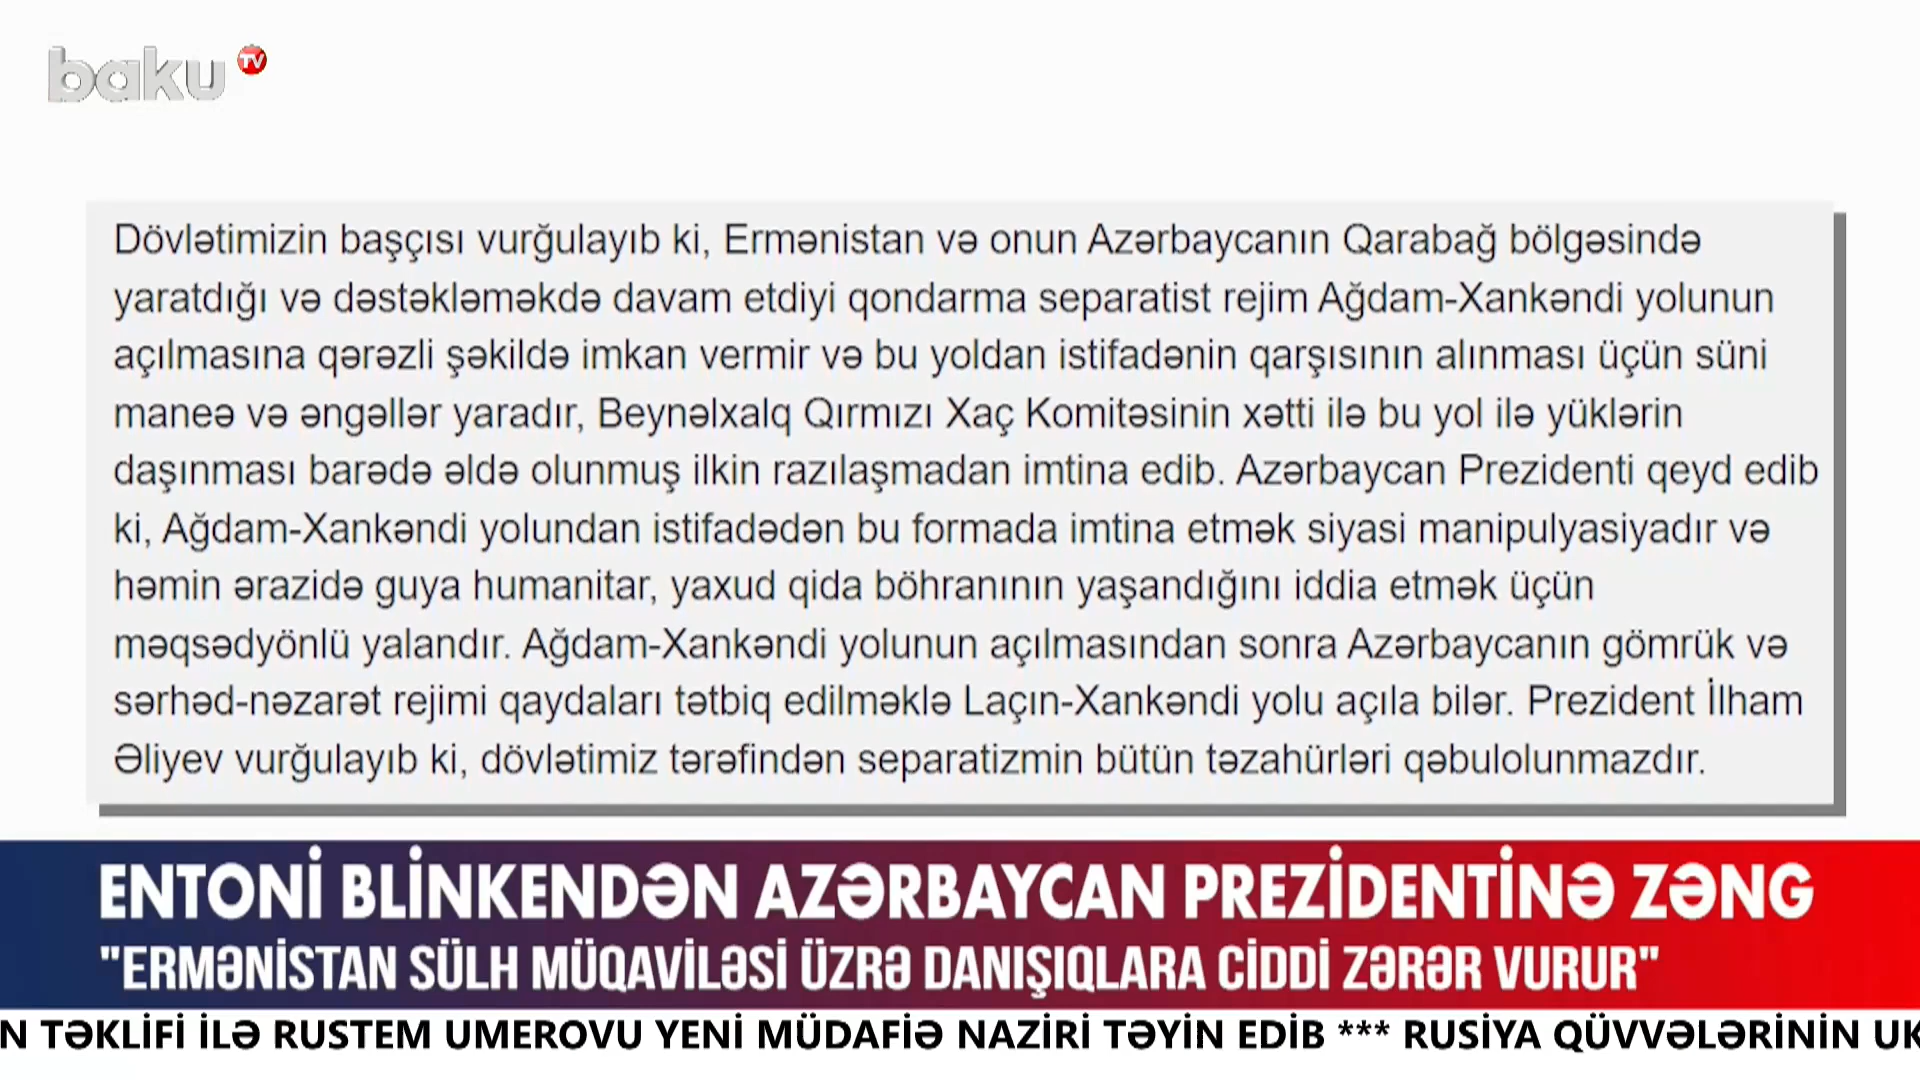 baku TV
Dövlətimizin başçısı vurğulayıb ki, Ermənistan və onun Azərbaycanın Qarabağ bölgəsində
yaratdığı və dəstəkləməkdə davam etdiyi qondarma separatist rejim Ağdam-Xankəndi yolunun
açılmasına qərəzli şəkildə imkan vermir və bu yoldan istifadənin qarşısının alınması üçün süni
maneə və əngəllər yaradır, Beynəlxalq Qırmızı Xaç Komitəsinin xətti ilə bu yol ilə yüklərin
daşınması barədə əldə olunmuş ilkin razılaşmadan imtina edib. Azərbaycan Prezidenti qeyd edib
ki, Ağdam-Xankəndi yolundan istifadədən bu formada imtina etmək siyasi manipulyasiyadır və
həmin ərazidə guya humanitar, yaxud qida böhranının yaşandığını iddia etmək üçün
məqsədyönlü yalandır. Ağdam-Xankəndi yolunun açılmasından sonra Azərbaycanın gömrük və
sərhəd-nəzarət rejimi qaydaları tətbiq edilməklə Laçın-Xankəndi yolu açıla bilər. Prezident İlham
Əliyev vurğulayıb ki, dövlətimiz tərəfindən separatizmin bütün təzahürləri qəbulolunmazdır.
ENTONİ BLİNKENDƏN AZƏRBAYCAN PREZİDENTİNƏ ZƏNG
"ERMƏNİSTAN SÜLH MÜQAVİLƏSİ ÜZRƏ DANIŞIQLARA CİDDİ ZƏRƏR VURUR"
N TƏKLİFİ İLƏ RUSTEM UMEROVU YENİ MÜDAFİƏ NAZİRİ TƏYİN EDİB *** RUSİYA QÜVVƏLƏRİNİN UK